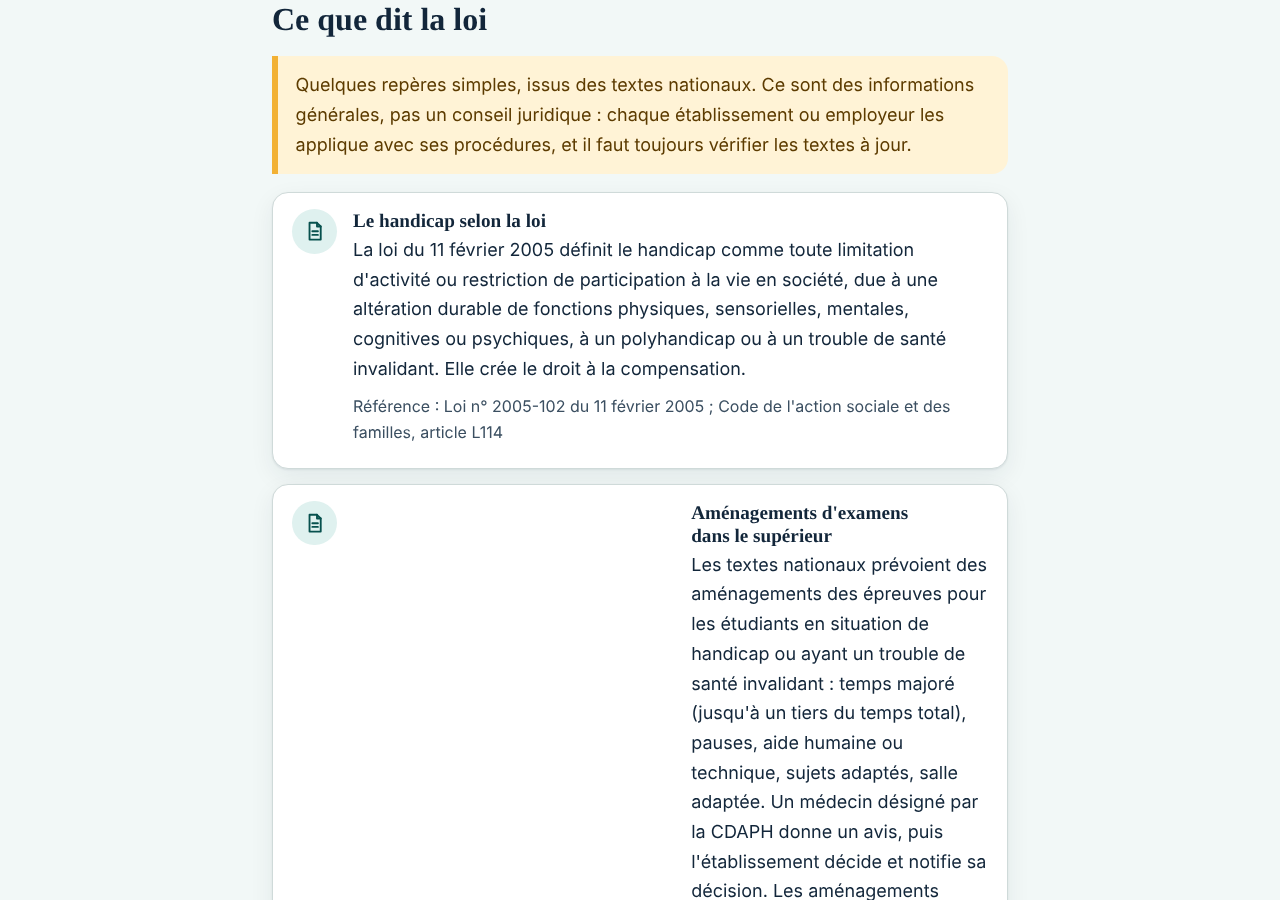 Ce que dit la loi
Quelques repères simples, issus des textes nationaux. Ce sont des informations
générales, pas un conseil juridique : chaque établissement ou employeur les
applique avec ses procédures, et il faut toujours vérifier les textes à jour.
Le handicap selon la loi
La loi du 11 février 2005 définit le handicap comme toute limitation
d'activité ou restriction de participation à la vie en société, due à une
altération durable de fonctions physiques, sensorielles, mentales,
cognitives ou psychiques, à un polyhandicap ou à un trouble de santé
invalidant. Elle crée le droit à la compensation.
Référence : Loi n° 2005-102 du 11 février 2005 ; Code de l'action sociale et des
familles, article L114
Aménagements d'examens
dans le supérieur
Les textes nationaux prévoient des
aménagements des épreuves pour
les étudiants en situation de
handicap ou ayant un trouble de
santé invalidant : temps majoré
(jusqu'à un tiers du temps total),
pauses, aide humaine ou
technique, sujets adaptés, salle
adaptée. Un médecin désigné par
la CDAPH donne un avis, puis
l'établissement décide et notifie sa
décision. Les aménagements